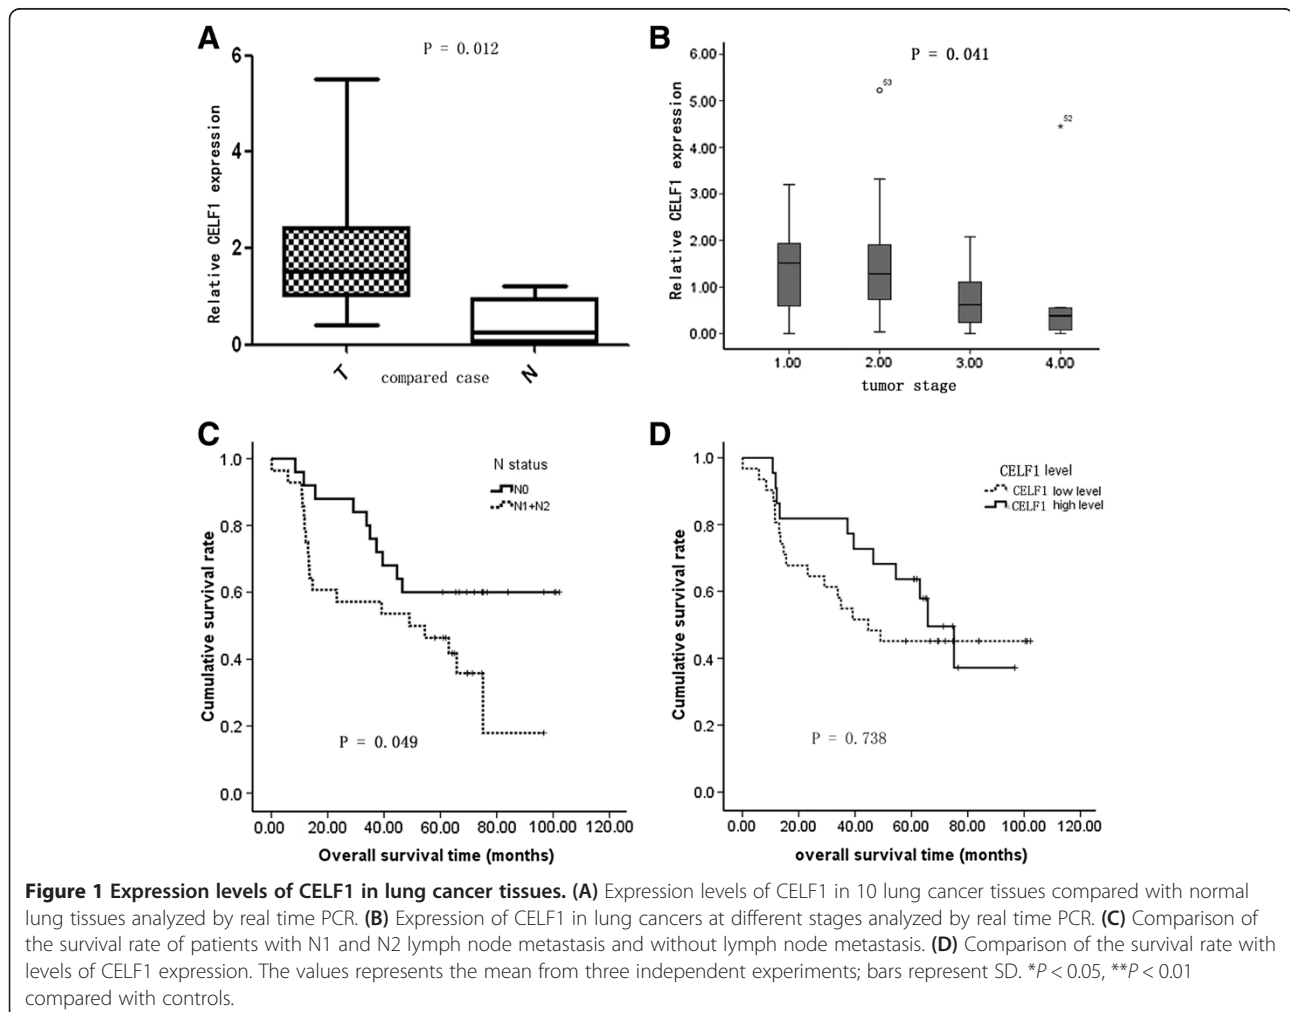 A
P = 0.012
Relative CELF1 expression
6
4
2
0
T
N
compared case
B
P = 0.041
Relative CELF1 expression
6.00
5.00
4.00
3.00
2.00
1.00
0.00
53
52
1.00 2.00 3.00 4.00
tumor stage
C
Cumulative survival rate
1.0
0.8
0.6
0.4
0.2
0.0
N status
N0
N1+N2
P = 0.049
0.00 20.00 40.00 60.00 80.00 100.00 120.00
Overall survival time (months)
D
Cumulative survival rate
1.0
0.8
0.6
0.4
0.2
0.0
CELF1 level
CELF1 low level
CELF1 high level
P = 0.738
0.00 20.00 40.00 60.00 80.00 100.00 120.00
overall survival time (months)
Figure 1 Expression levels of CELF1 in lung cancer tissues. (A) Expression levels of CELF1 in 10 lung cancer tissues compared with normal
lung tissues analyzed by real time PCR. (B) Expression of CELF1 in lung cancers at different stages analyzed by real time PCR. (C) Comparison of
the survival rate of patients with N1 and N2 lymph node metastasis and without lymph node metastasis. (D) Comparison of the survival rate with
levels of CELF1 expression. The values represents the mean from three independent experiments; bars represent SD. *P < 0.05, **P < 0.01
compared with controls.